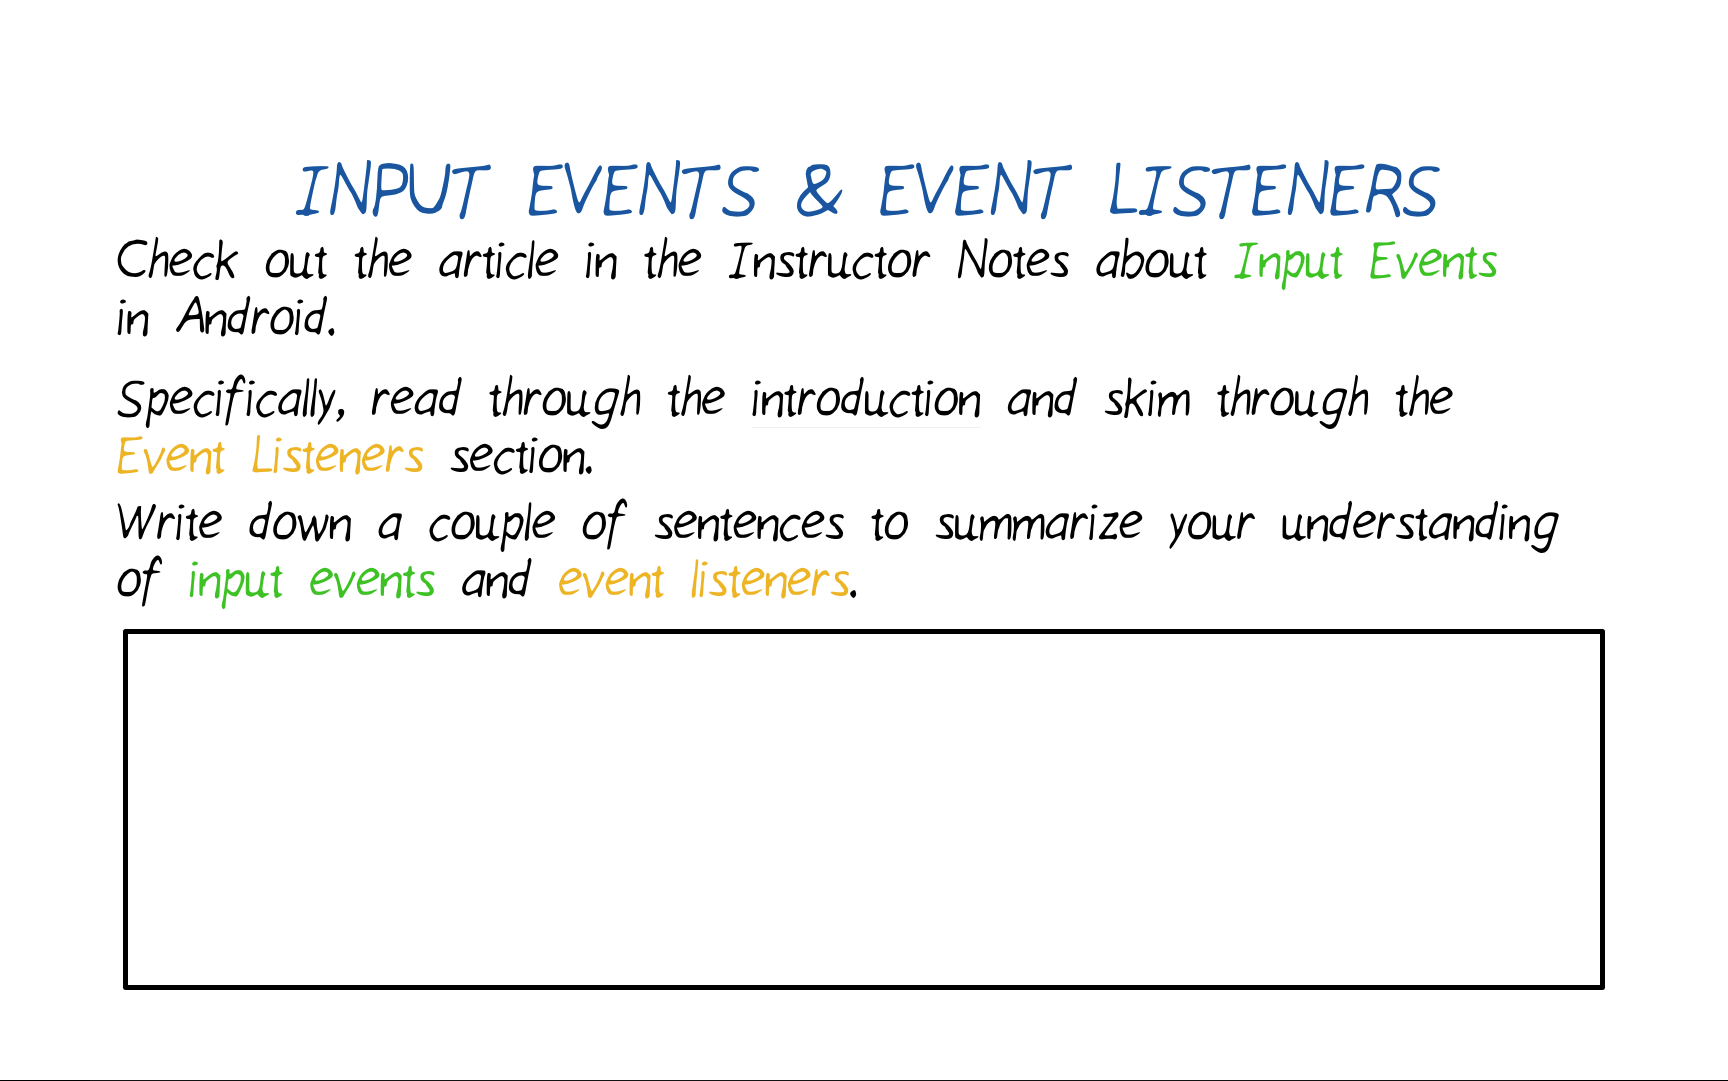 INPUT EVENTS & EVENT LISTENERS
Check out the article in the Instructor Notes about Input Events
in Android.
Specifically, read through the introduction and skim through the
Event Listeners section.
Write down a couple of sentences to summarize your understanding
of input events and event listeners.